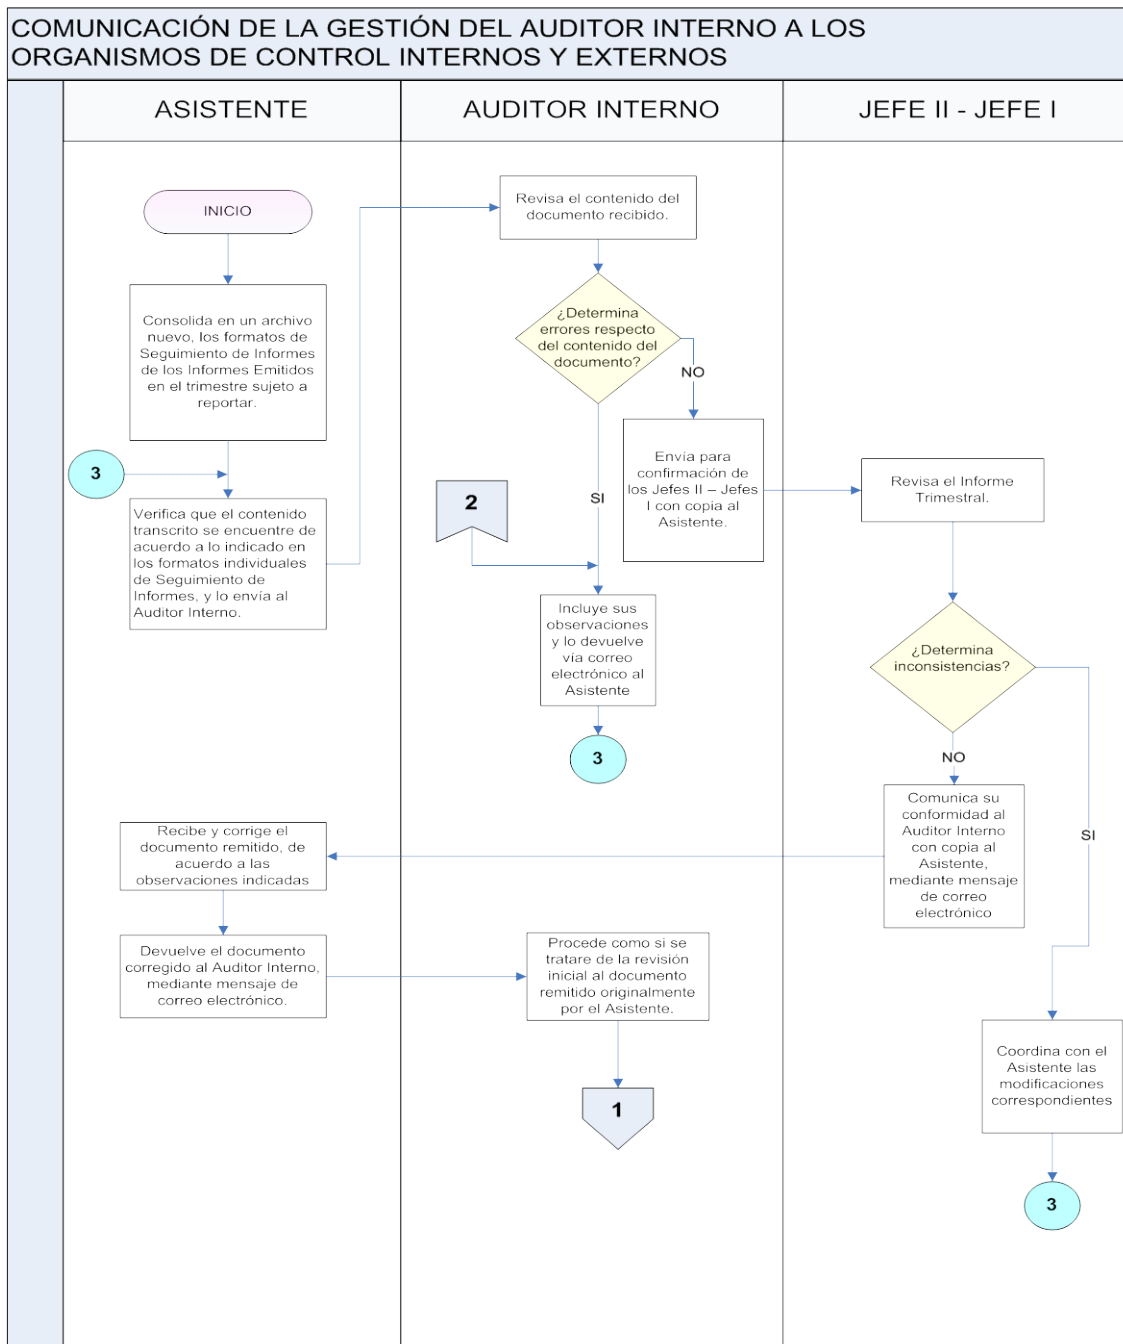 COMUNICACIÓN DE LA GESTIÓN DEL AUDITOR INTERNO A LOS
ORGANISMOS DE CONTROL INTERNOS Y EXTERNOS
ASISTENTE
AUDITOR INTERNO
JEFE II - JEFE I
INICIO
Consolida en un archivo
nuevo, los formatos de
Seguimiento de Informes
de los Informes Emitidos
en el trimestre sujeto a
reportar.
3
Verifica que el contenido
transcrito se encuentre de
acuerdo a lo indicado en
los formatos individuales
de Seguimiento de
Informes, y lo envía al
Auditor Interno.
Revisa el contenido del
documento recibido.
¿Determina
errores respecto
del contenido del
documento?
NO
SI
Envía para
confirmación de
los Jefes II – Jefes
I con copia al
Asistente.
2
Incluye sus
observaciones
y lo devuelve
vía correo
electrónico al
Asistente
3
Revisa el Informe
Trimestral.
¿Determina
inconsistencias?
NO
SI
Comunica su
conformidad al
Auditor Interno
con copia al
Asistente,
mediante mensaje
de correo
electrónico
Recibe y corrige el
documento remitido, de
acuerdo a las
observaciones indicadas
Devuelve el documento
corregido al Auditor Interno,
mediante mensaje de
correo electrónico.
Procede como si se
tratare de la revisión
inicial al documento
remitido originalmente
por el Asistente.
1
Coordina con el
Asistente las
modificaciones
correspondientes
3